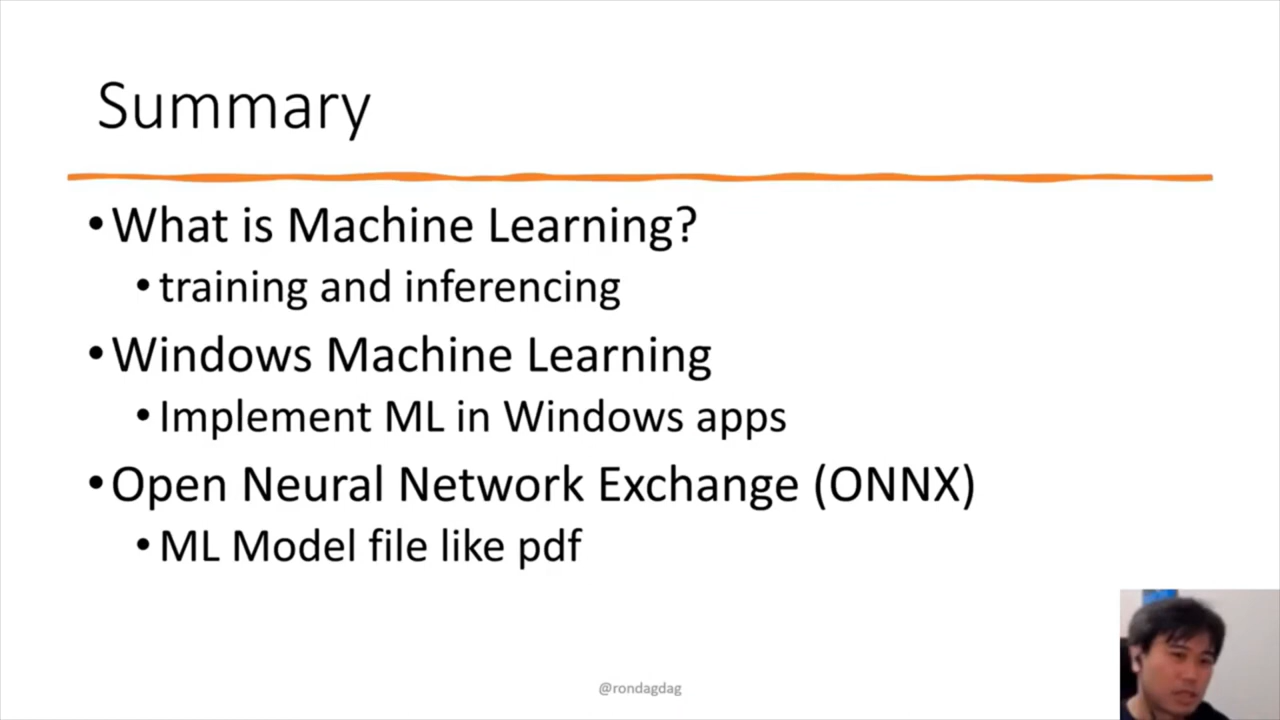 Summary
• What is Machine Learning?
• training and inferencing
• Windows Machine Learning
• Implement ML in Windows apps
• Open Neural Network Exchange (ONNX)
• ML Model file like pdf
@rondagdag